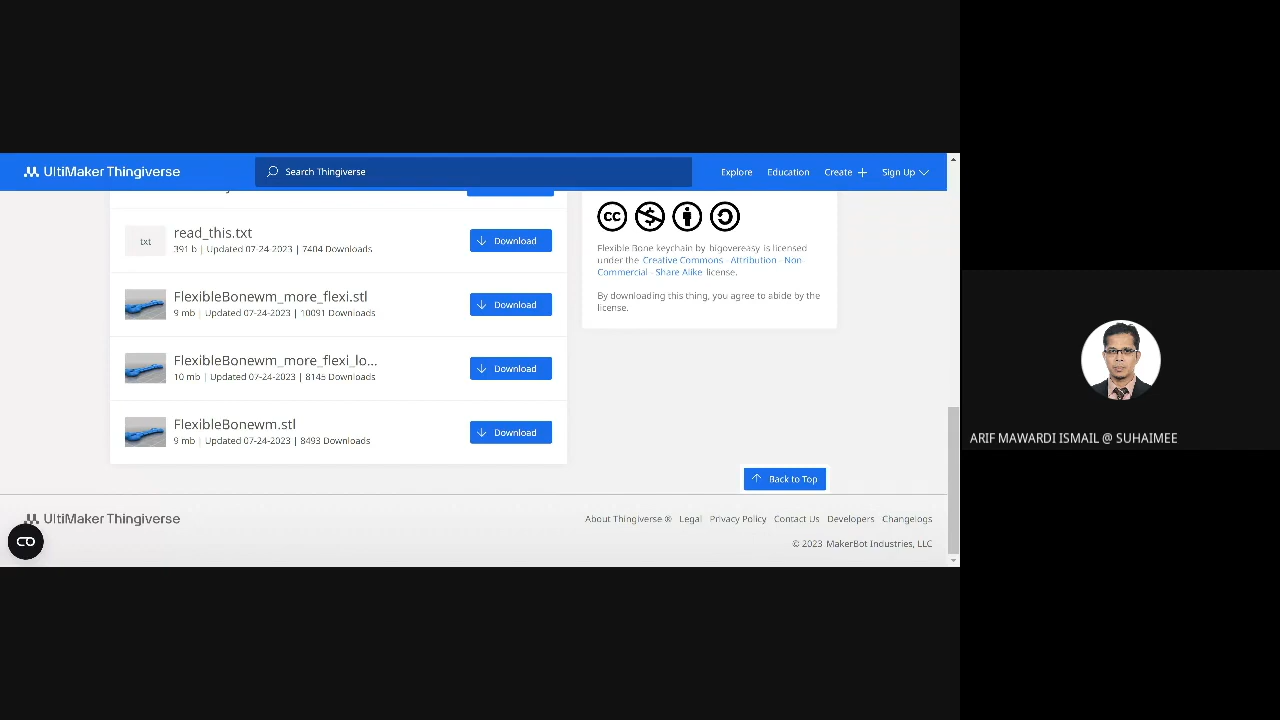 UltiMaker Thingiverse
Search Thingiverse
Explore
Education
Create
Sign Up
txt
read_this.txt
391 b | Updated 07-24-2023 | 7404 Downloads
Download
FlexibleBonewm_more_flexi.stl
9 mb | Updated 07-24-2023 | 10091 Downloads
Download
FlexibleBonewm_more_flexi_lo...
10 mb | Updated 07-24-2023 | 8145 Downloads
Download
FlexibleBonewm.stl
9 mb | Updated 07-24-2023 | 8493 Downloads
Download
cc
Flexible Bone keychain by bigovereasy is licensed
under the Creative Commons - Attribution - Non-
Commercial - Share Alike license.
By downloading this thing, you agree to abide by the
license.
Back to Top
UltiMaker Thingiverse
About Thingiverse ® Legal Privacy Policy Contact Us Developers Changelogs
© 2023 MakerBot Industries, LLC
ARIF MAWARDI ISMAIL @ SUHAIMEE